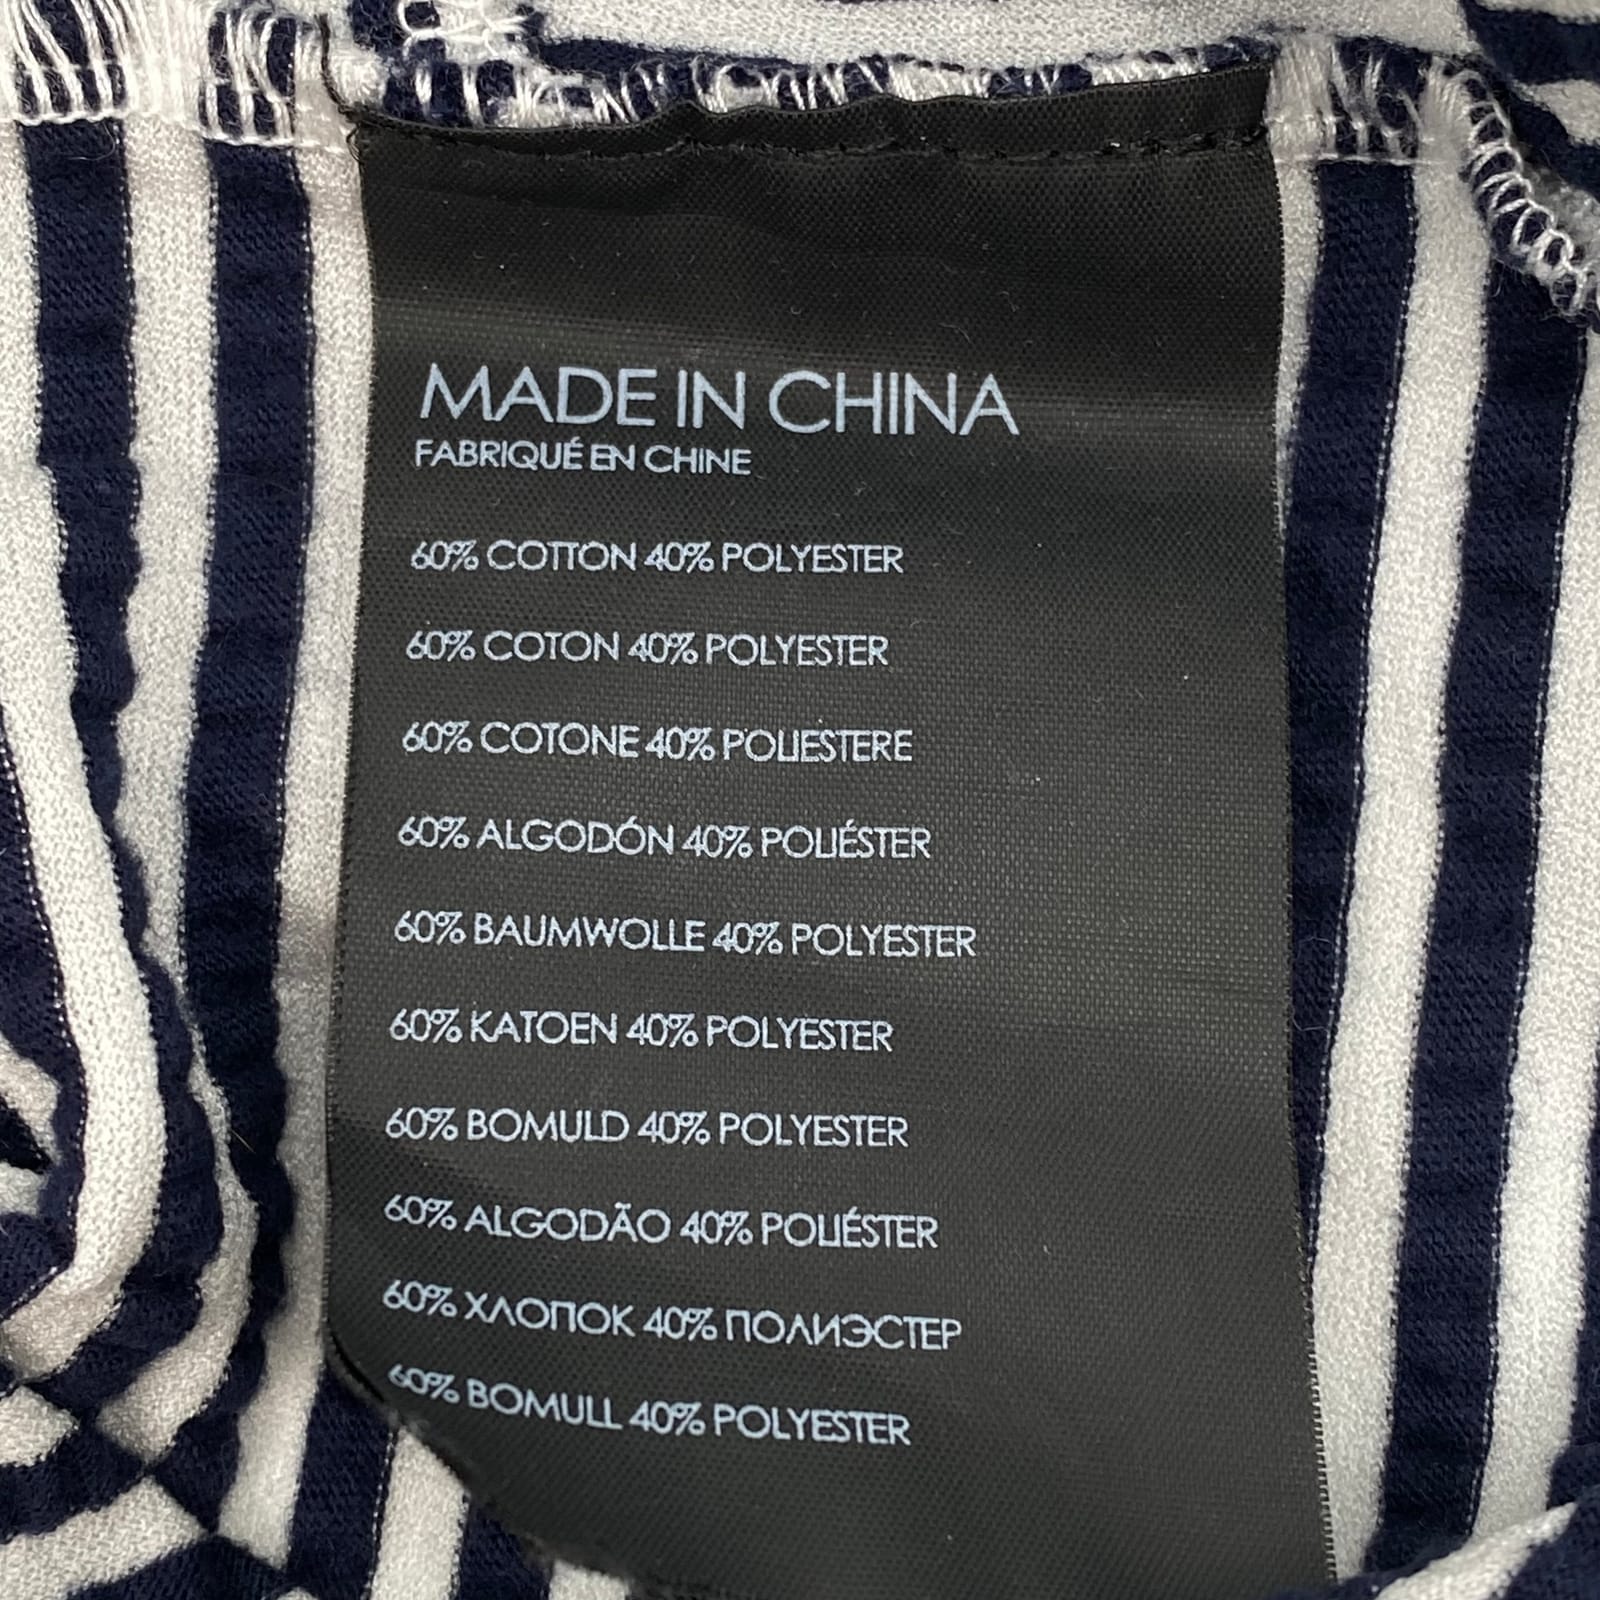 MADE IN CHINA
FABRIQUÉ EN CHINE
60% COTTON 40% POLYESTER
60% COTON 40% POLYESTER
60% COTONE 40% POLIESTERE
60% ALGODÓN 40% POLIÉSTER
60% BAUMWOLLE 40% POLYESTER
60% KATOEN 40% POLYESTER
60% BOMULD 40% POLYESTER
60% ALGODÃO 40% POLIÉSTER
60% ХЛОПОК 40% ПОЛИЭСТЕР
60% BOMULL 40% POLYESTER